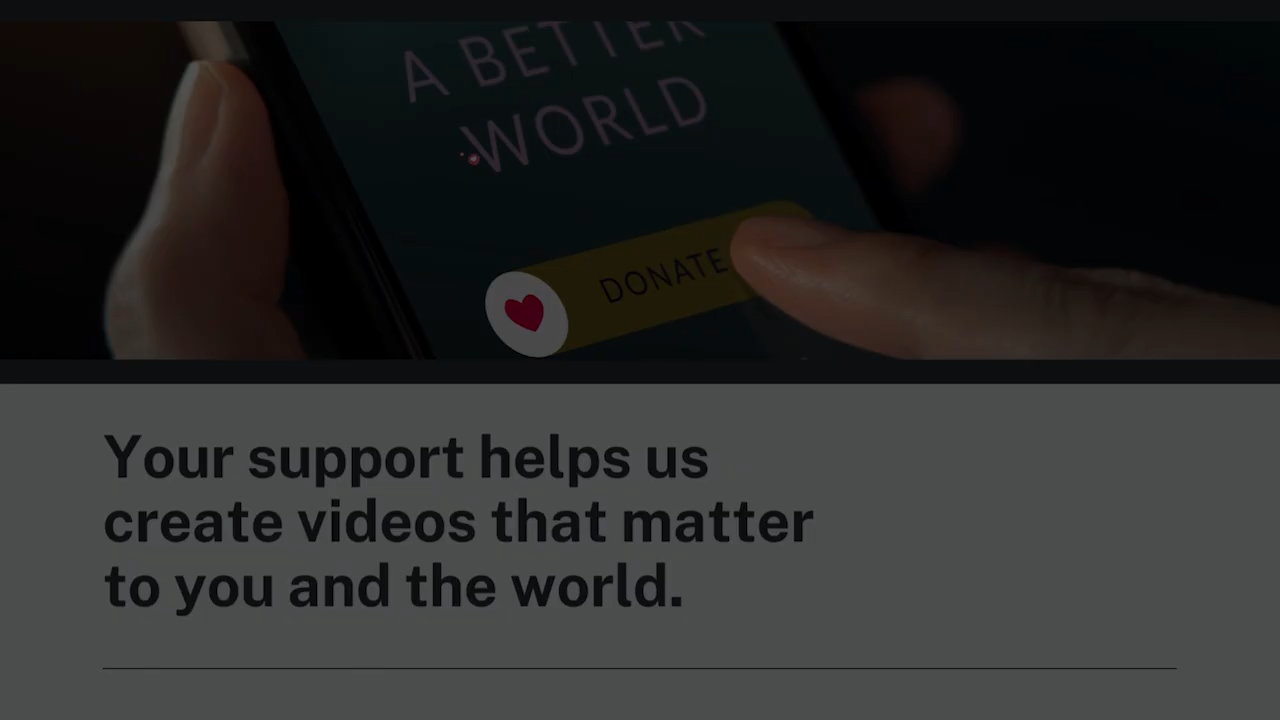 A BETTER
WORLD
DONATE
Your support helps us
create videos that matter
to you and the world.